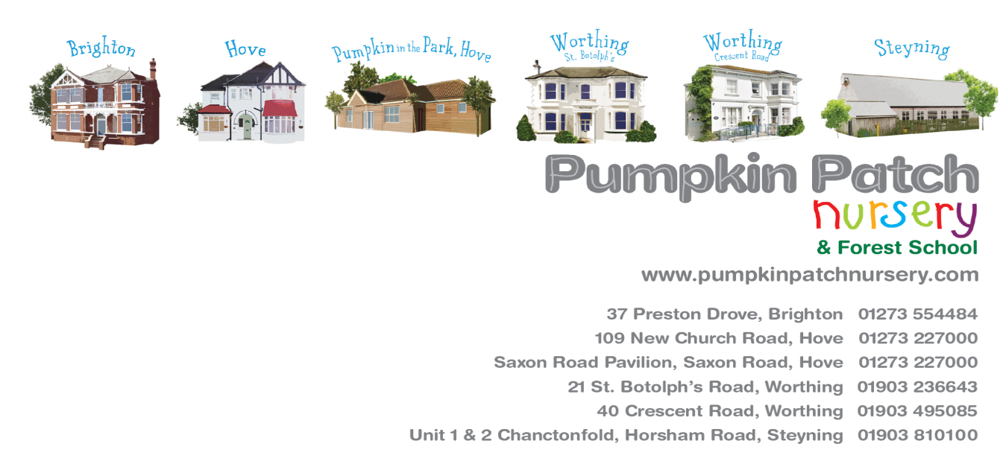 Brighton
Hove
Pumpkin in the Park, Hove
Worthing
St. Botolph's
Worthing
Crescent Road
Steyning
Pumpkin Patch
nursery
& Forest School
www.pumpkinpatchnursery.com
37 Preston Drove, Brighton 01273 554484
109 New Church Road, Hove 01273 227000
Saxon Road Pavilion, Saxon Road, Hove 01273 227000
21 St. Botolph’s Road, Worthing 01903 236643
40 Crescent Road, Worthing 01903 495085
Unit 1 & 2 Chanctonfold, Horsham Road, Steyning 01903 810100